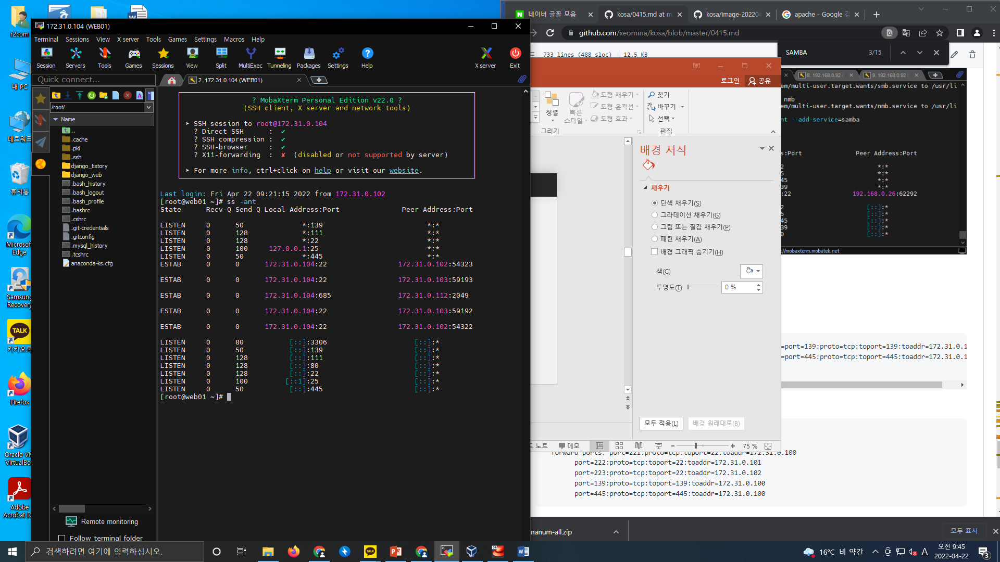 r2com
내 PC
네트워크
휴지통
Microsoft
Edge
Samsung
Recovery
TALK
카카오톡
Firefox
Oracle VM
VirtualBox
Adobe
Acrobat D
172.31.0.104 (WEB01)
Terminal Sessions View X server Tools Games Settings Macros Help
Session Servers Tools Games Sessions View Split MultiExec Tunneling Packages Settings Help X server Exit
Quick connect...
2. 172.31.0.104 (WEB01)
/root/
Name
..
.cache
.pki
.ssh
django_tistory
django_web
.bash_history
.bash_logout
.bash_profile
.bashrc
.cshrc
.git-credentials
.gitconfig
.mysql_history
.tcshrc
anaconda-ks.cfg
Remote monitoring
Follow terminal folder
? MobaXterm Personal Edition v22.0 ?
(SSH client, X server and network tools)
➤ SSH session to root@172.31.0.104
? Direct SSH : ✔
? SSH compression : ✔
? SSH-browser : ✔
? X11-forwarding : ✘ (disabled or not supported by server)
➤ For more info, ctrl+click on help or visit our website.
Last login: Fri Apr 22 09:21:15 2022 from 172.31.0.102
[root@web01 ~]# ss -ant
State Recv-Q Send-Q Local Address:Port Peer Address:Port
LISTEN 0 50 *:139 *:*
LISTEN 0 128 *:111 *:*
LISTEN 0 128 *:22 *:*
LISTEN 0 100 127.0.0.1:25 *:*
LISTEN 0 50 *:445 *:*
ESTAB 0 0 172.31.0.104:22 172.31.0.102:54323
ESTAB 0 0 172.31.0.104:22 172.31.0.103:59193
ESTAB 0 0 172.31.0.104:685 172.31.0.112:2049
ESTAB 0 0 172.31.0.104:22 172.31.0.103:59192
ESTAB 0 0 172.31.0.104:22 172.31.0.102:54322
LISTEN 0 80 [::]:3306 [::]:*
LISTEN 0 50 [::]:139 [::]:*
LISTEN 0 128 [::]:111 [::]:*
LISTEN 0 128 [::]:80 [::]:*
LISTEN 0 128 [::]:22 [::]:*
LISTEN 0 100 [::1]:25 [::]:*
LISTEN 0 50 [::]:445 [::]:*
[root@web01 ~]#
네이버 글꼴 모음
kosa/0415.md at m
kosa/image-20220
apache - Google 검
github.com/xeomina/kosa/blob/master/0415.md
733 lines (488 sloc) 12.5 KB
SAMBA 3/15
로그인 공유
정렬
빠른
스타일
도형 채우기
도형 윤곽선
도형 효과
그리기
찾기
바꾸기
선택
편집
배경 서식
채우기
단색 채우기(S)
그라데이션 채우기(G)
그림 또는 질감 채우기(P)
패턴 채우기(A)
배경 그래픽 숨기기(H)
색(C)
투명도(T) 0 %
모두 적용(L) 배경 원래대로(B)
드 노트 메모 75 %
8. 192.168.0.92 ( 9. 192.168.0.92 (
em/multi-user.target.wants/smb.service to /usr/li
nmb
em/multi-user.target.wants/nmb.service to /usr/li
nt --add-service=samba
:Port Peer Address:Port
2 *:*
5 *:*
45 *:*
39 *:*
:22 192.168.0.26:62292
2 [::]:*
5 [::]:*
45 [::]:*
39 [::]:*
0 [::]:*
://mobaxterm.mobatek.net
=port=139:proto=tcp:toport=139:toaddr=172.31.0.1
=port=445:proto=tcp:toport=445:toaddr=172.31.0.1
forward-ports: port=221:proto=tcp:toport=22:toaddr=172.31.0.100
port=222:proto=tcp:toport=22:toaddr=172.31.0.101
port=223:proto=tcp:toport=22:toaddr=172.31.0.102
port=139:proto=tcp:toport=139:toaddr=172.31.0.100
port=445:proto=tcp:toport=445:toaddr=172.31.0.100
nanum-all.zip
모두 표시
검색하려면 여기에 입력하십시오.
TALK
16°C 비 약간
A
오전 9:45
2022-04-22
3